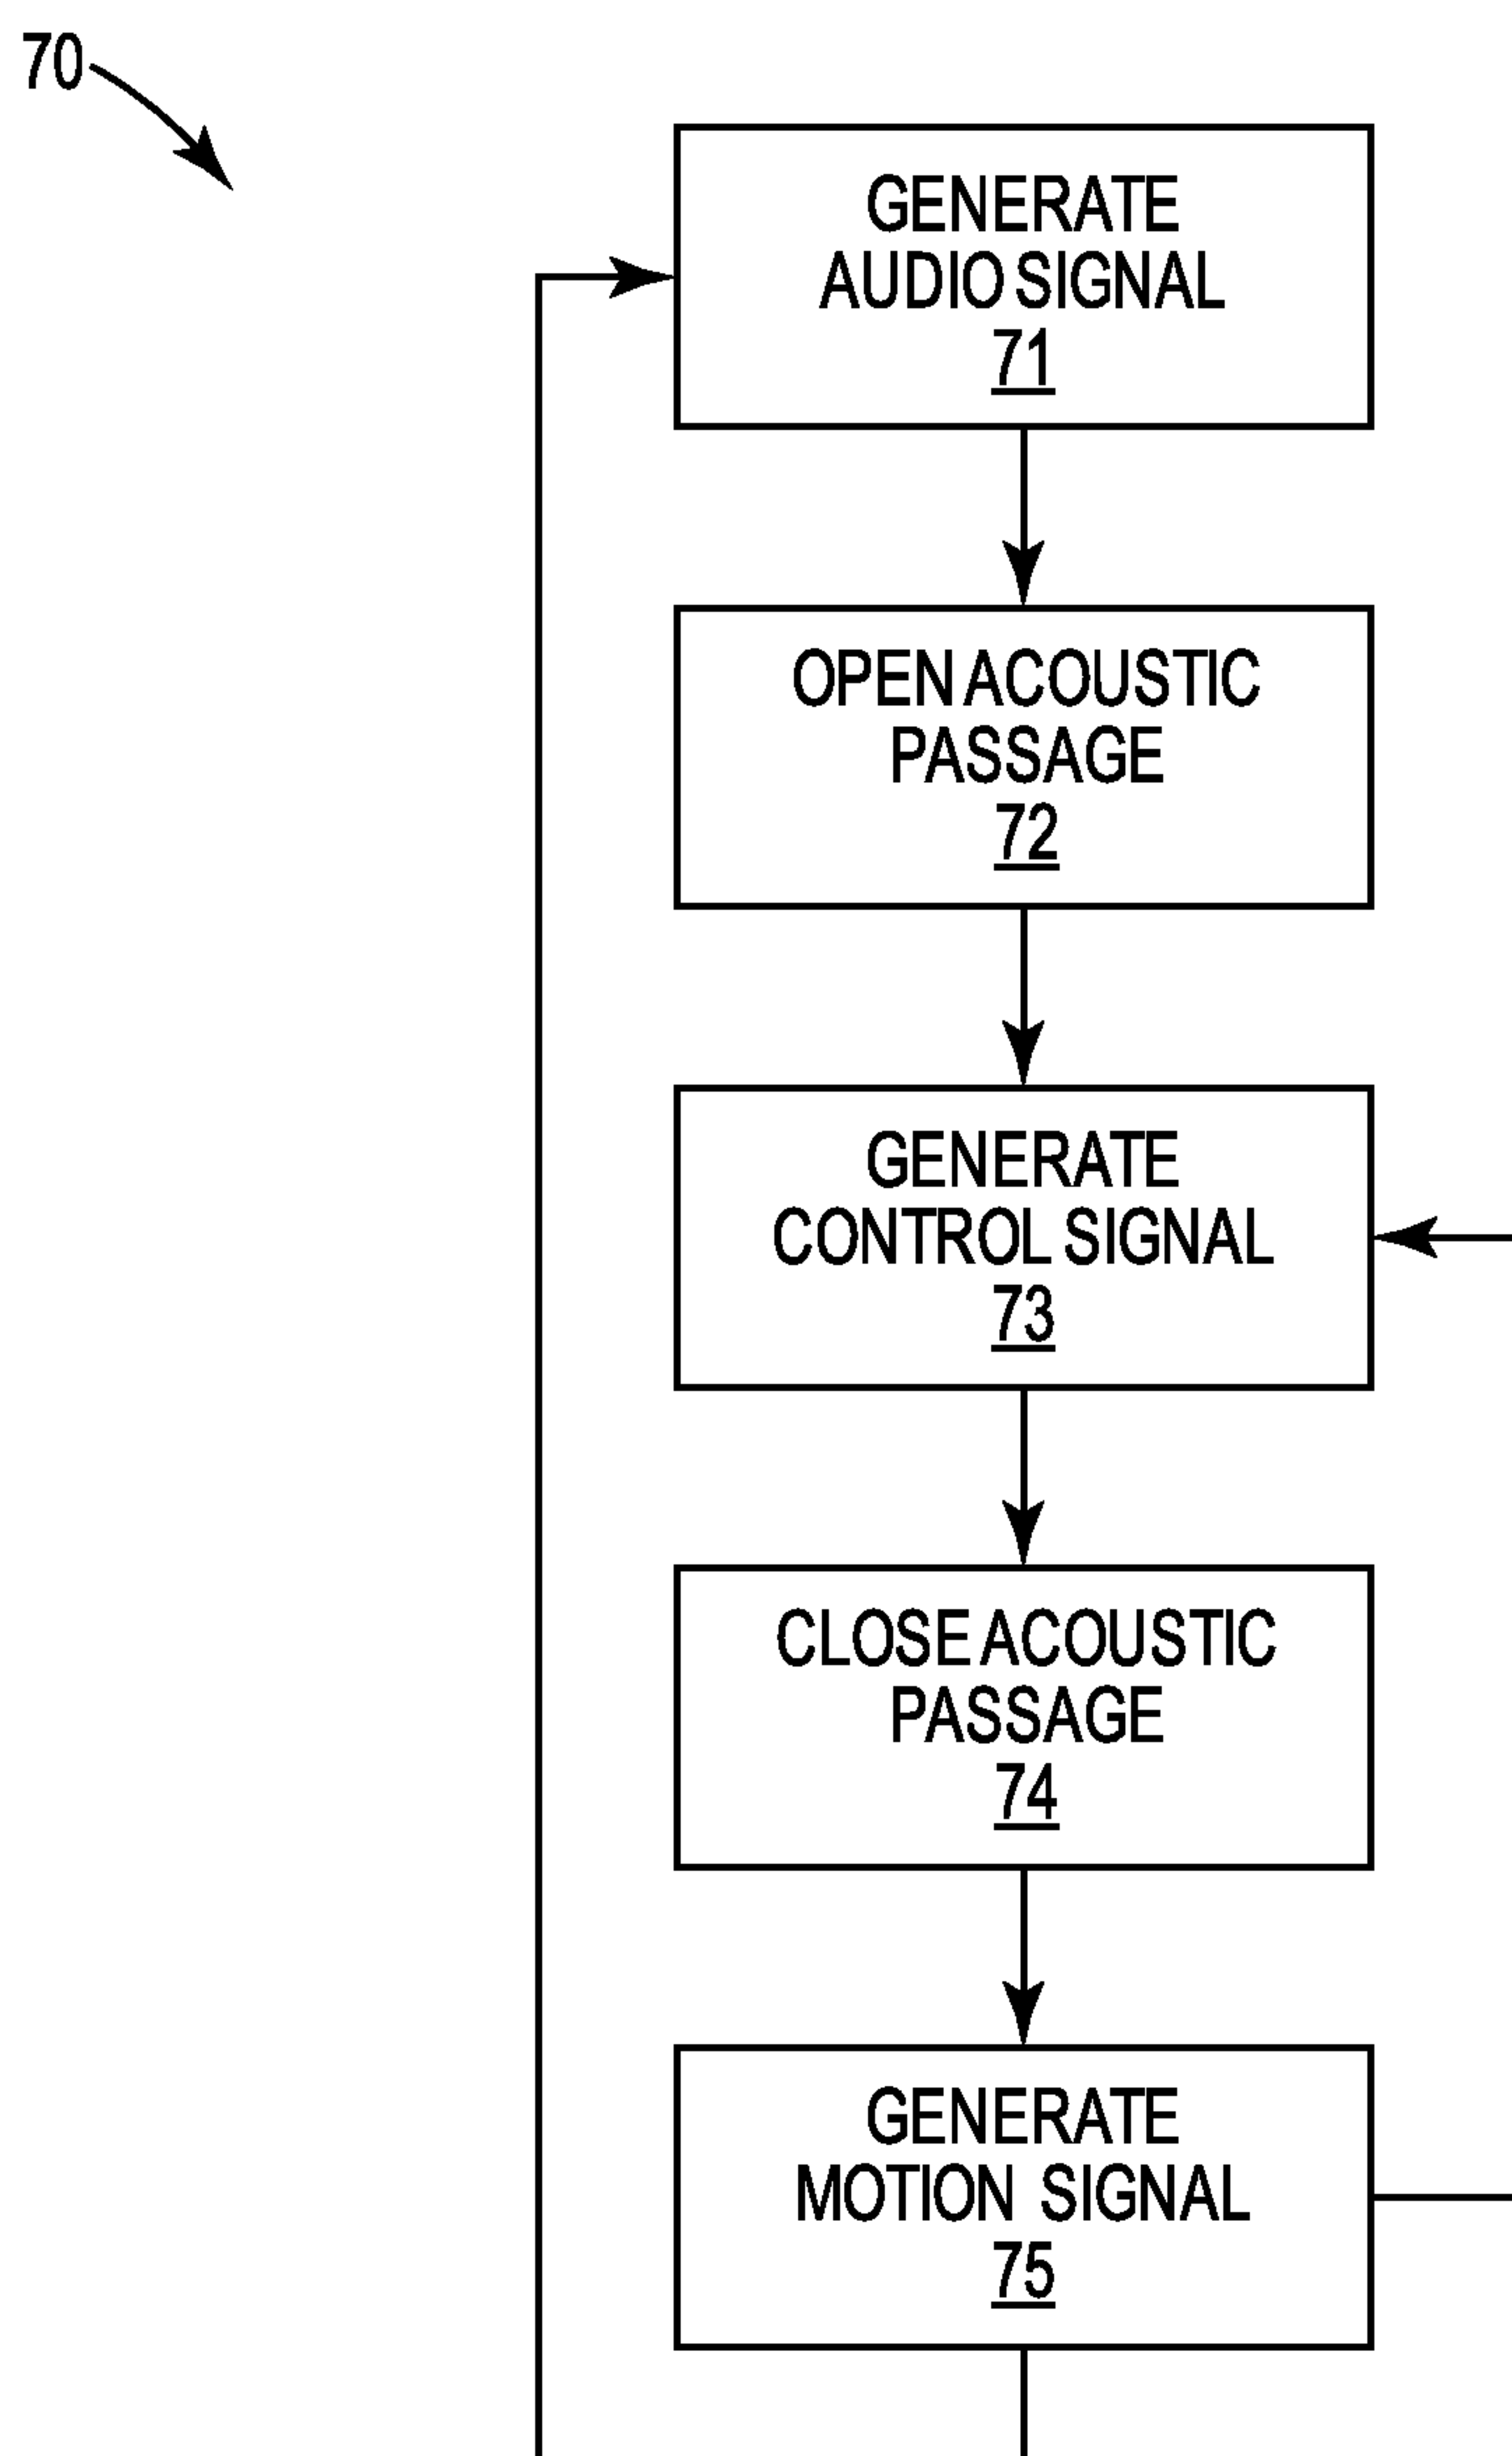 70
GENERATE
AUDIO SIGNAL
71
OPEN ACOUSTIC
PASSAGE
72
GENERATE
CONTROL SIGNAL
73
CLOSE ACOUSTIC
PASSAGE
74
GENERATE
MOTION SIGNAL
75